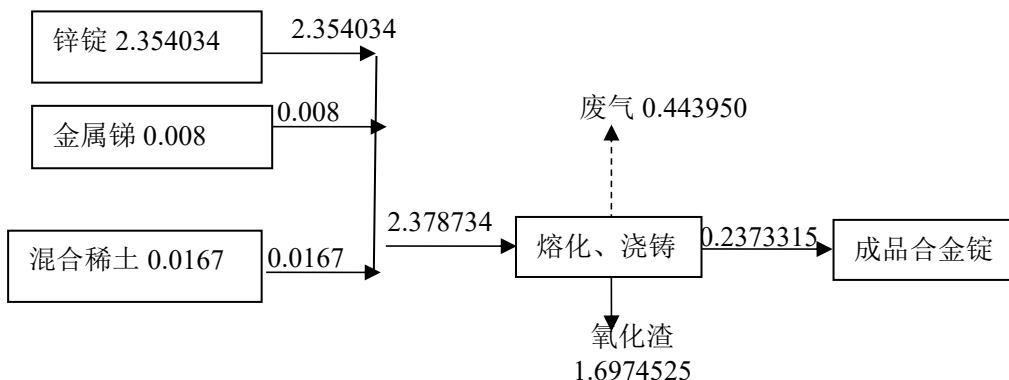 锌锭 2.354034
2.354034
金属锑 0.008
0.008
混合稀土 0.0167
0.0167
2.378734
废气 0.443950
熔化、浇铸
0.2373315
成品合金锭
氧化渣
1.6974525